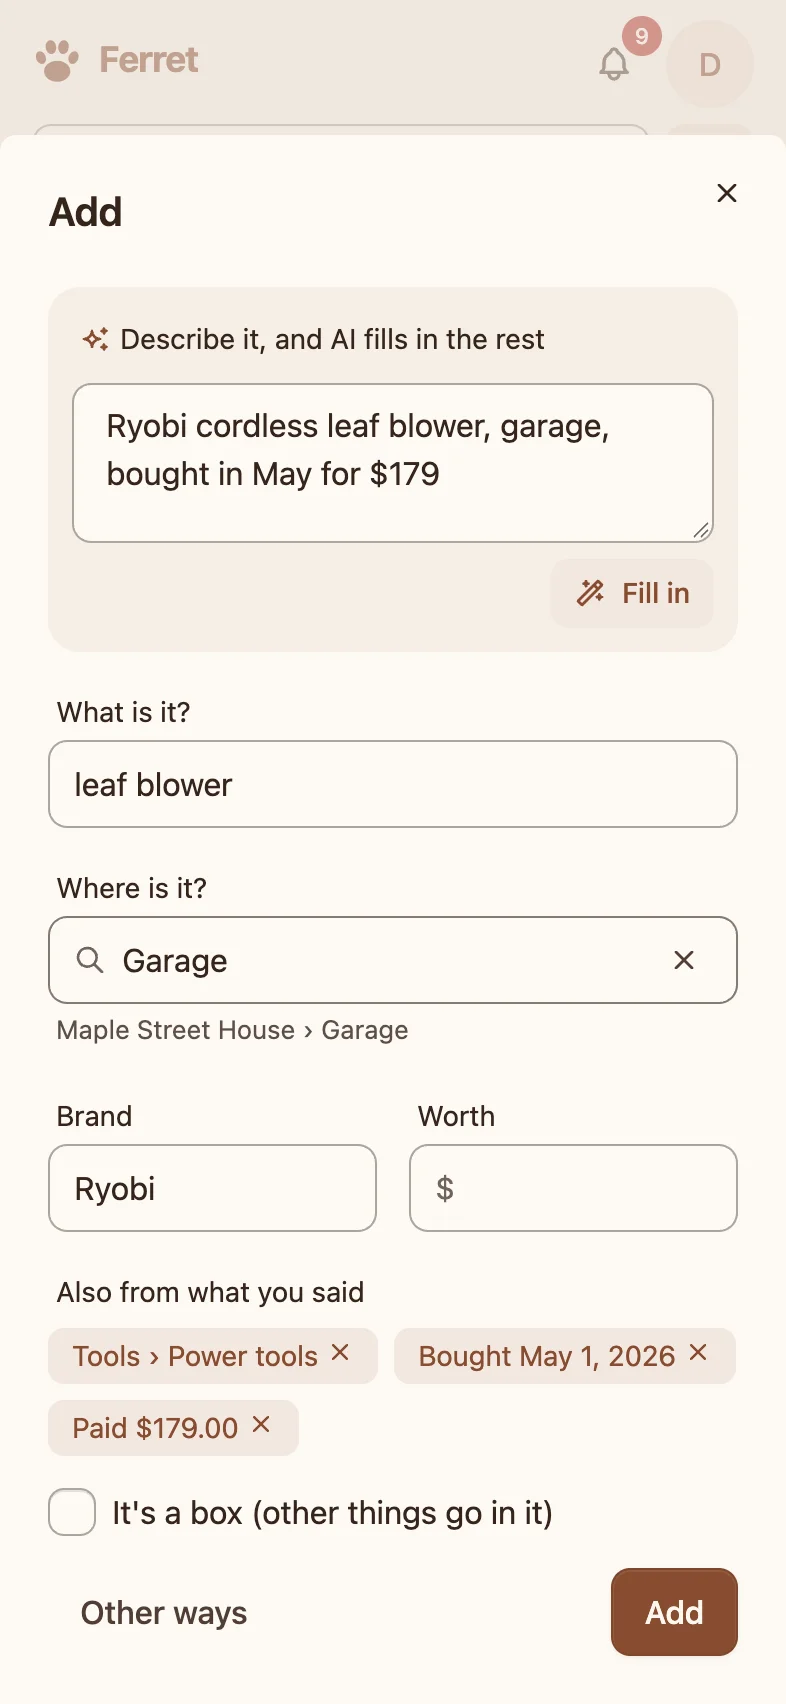 Ferret
9
D
Add
Describe it, and AI fills in the rest
Ryobi cordless leaf blower, garage,
bought in May for $179
Fill in
What is it?
leaf blower
Where is it?
Garage
Maple Street House › Garage
Brand
Worth
Ryobi
$
Also from what you said
Tools › Power tools
Bought May 1, 2026
Paid $179.00
It's a box (other things go in it)
Other ways
Add